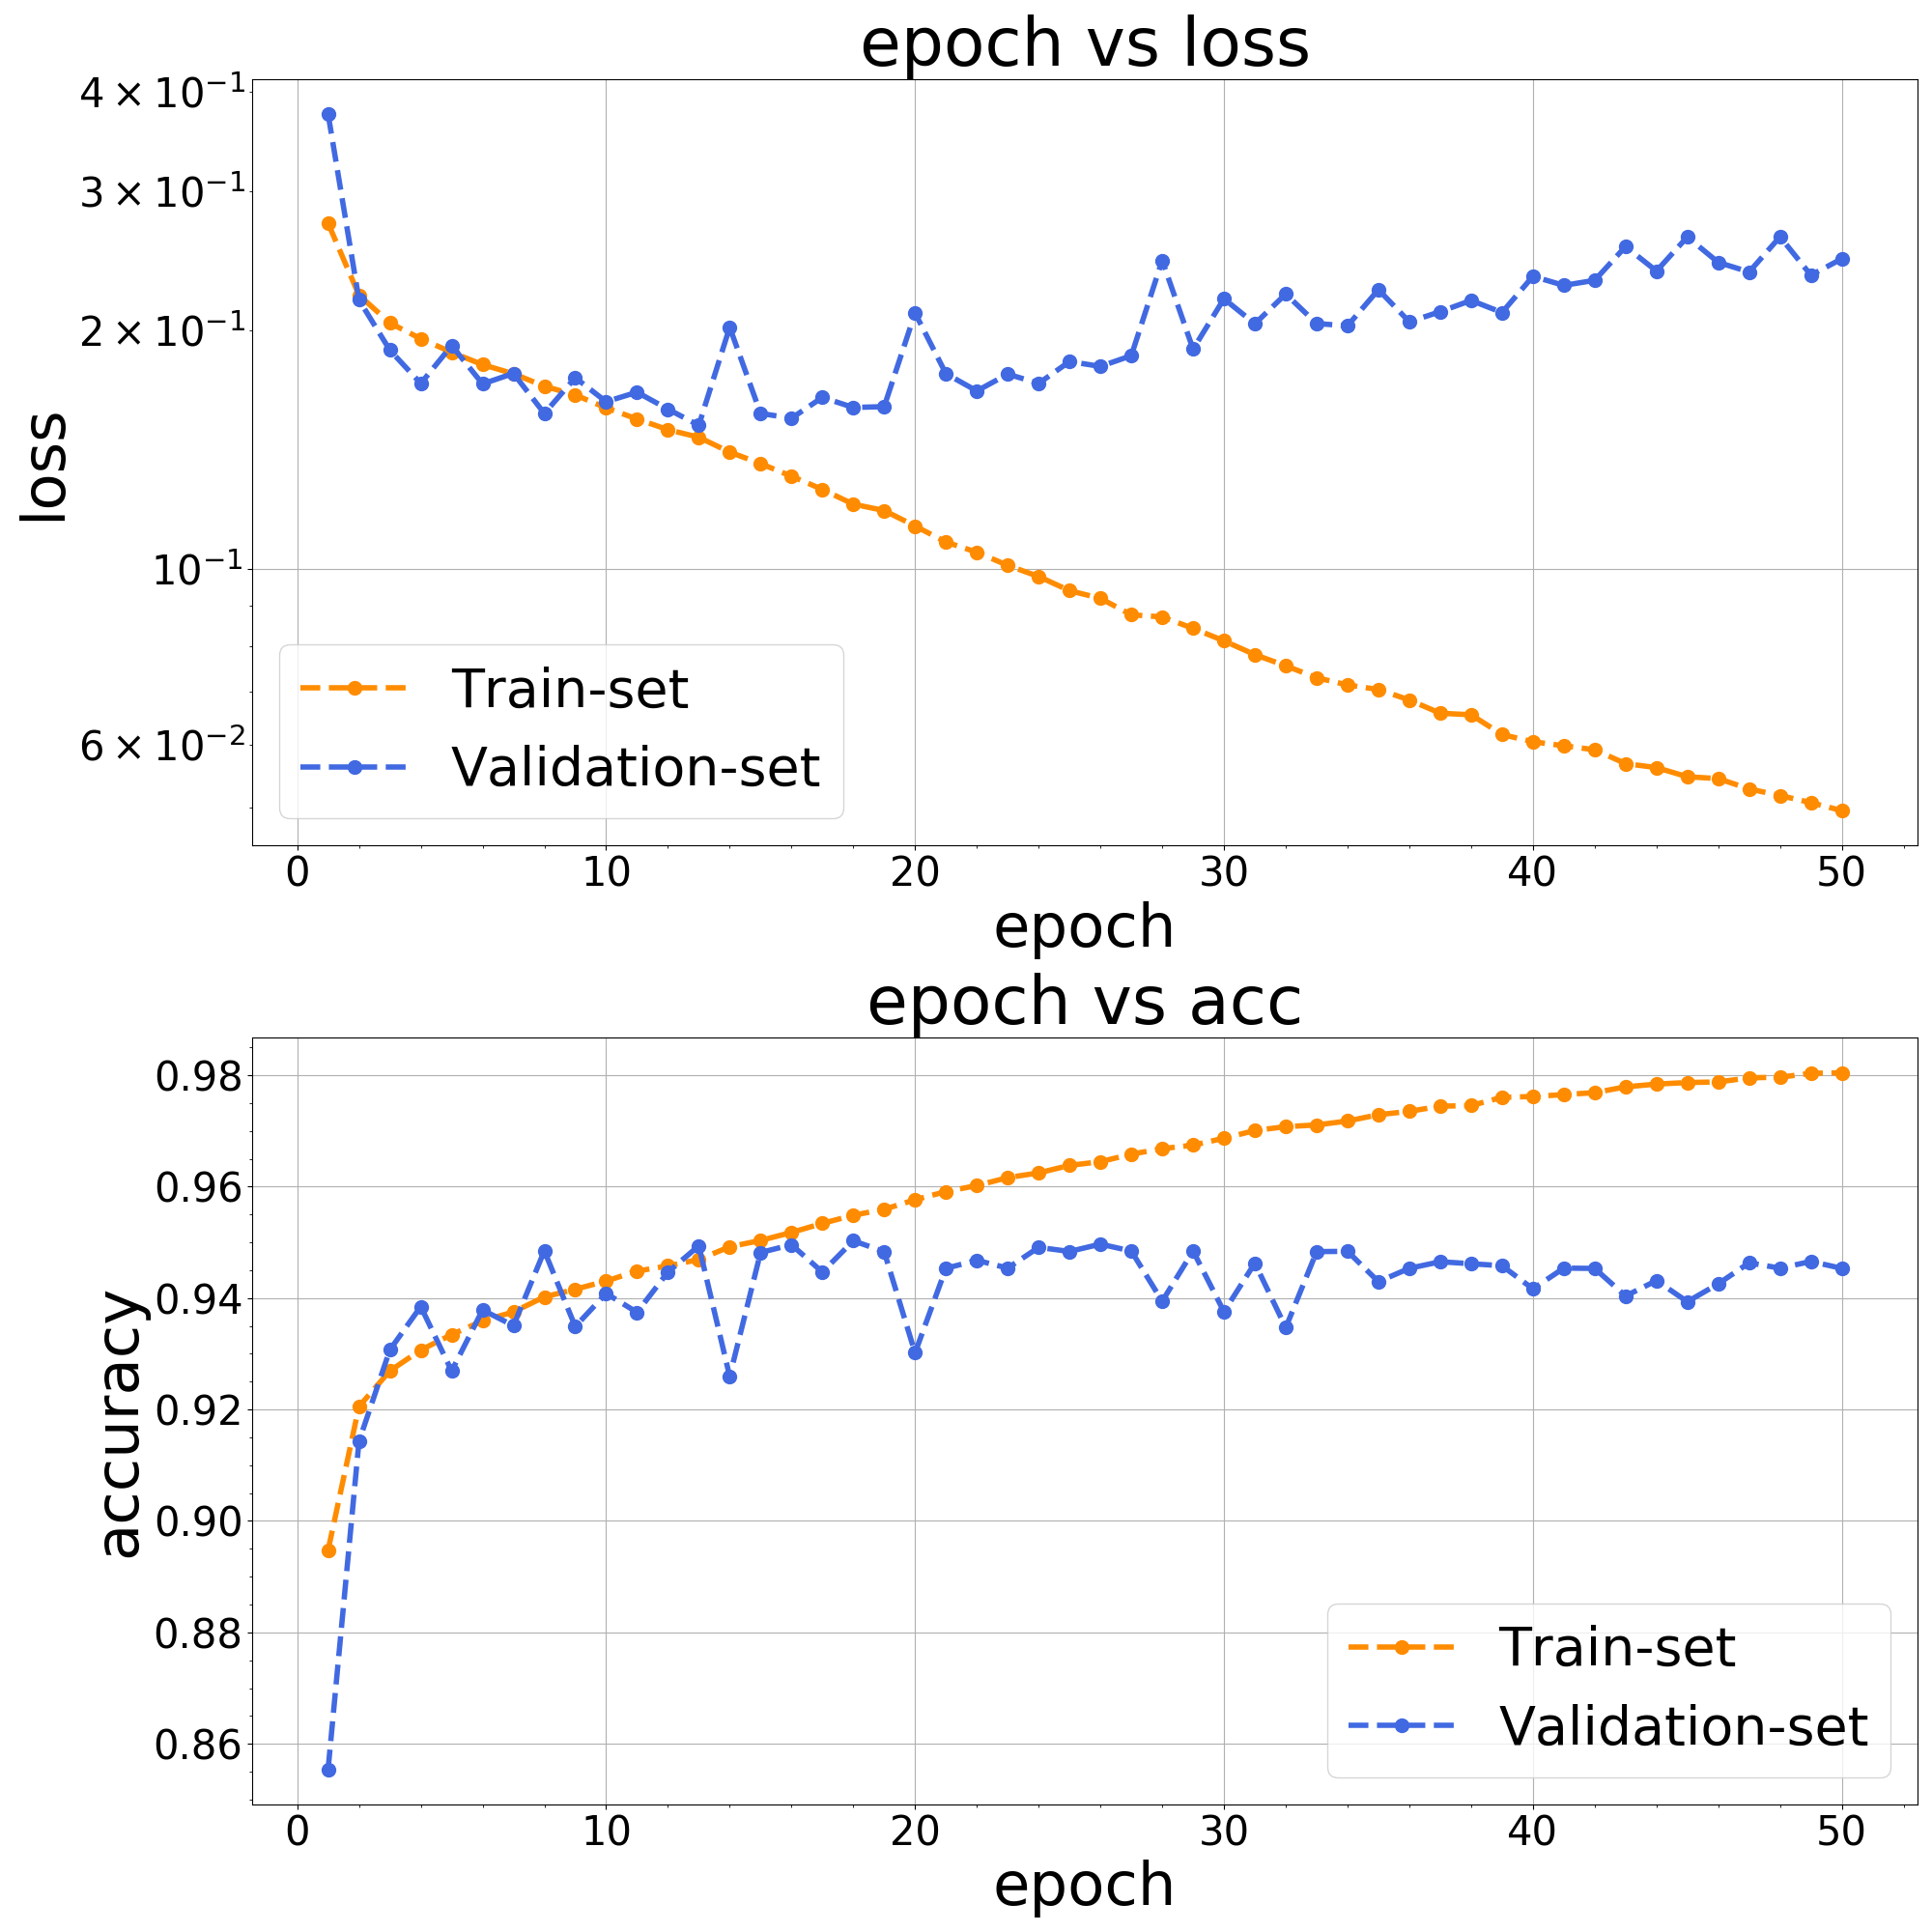 epoch vs loss
4×10⁻¹
3×10⁻¹
2×10⁻¹
10⁻¹
6×10⁻²
loss
Train-set
Validation-set
0 10 20 30 40 50
epoch
epoch vs acc
0.98
0.96
0.94
0.92
0.90
0.88
0.86
accuracy
Train-set
Validation-set
0 10 20 30 40 50
epoch